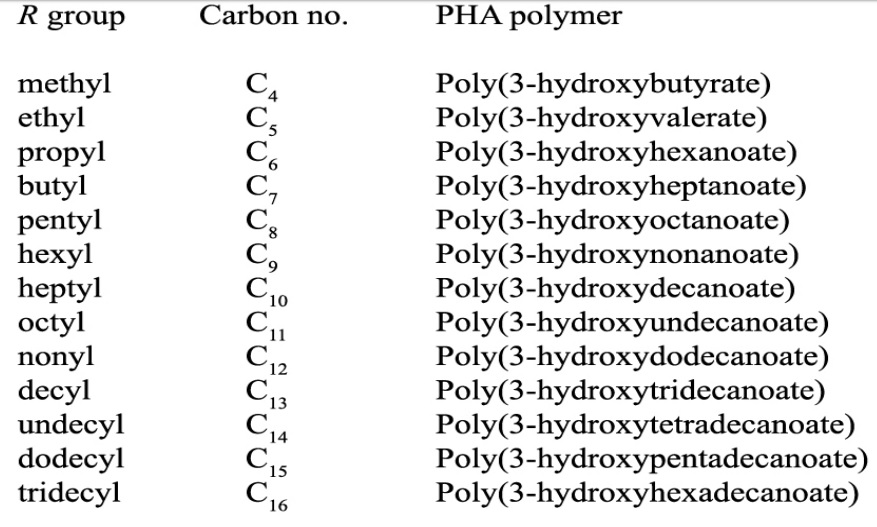 R group Carbon no. PHA polymer
methyl C4 Poly(3-hydroxybutyrate)
ethyl C5 Poly(3-hydroxyvalerate)
propyl C6 Poly(3-hydroxyhexanoate)
butyl C7 Poly(3-hydroxyheptanoate)
pentyl C8 Poly(3-hydroxyoctanoate)
hexyl C9 Poly(3-hydroxynonanoate)
heptyl C10 Poly(3-hydroxydecanoate)
octyl C11 Poly(3-hydroxyundecanoate)
nonyl C12 Poly(3-hydroxydodecanoate)
decyl C13 Poly(3-hydroxytridecanoate)
undecyl C14 Poly(3-hydroxytetradecanoate)
dodecyl C15 Poly(3-hydroxypentadecanoate)
tridecyl C16 Poly(3-hydroxyhexadecanoate)